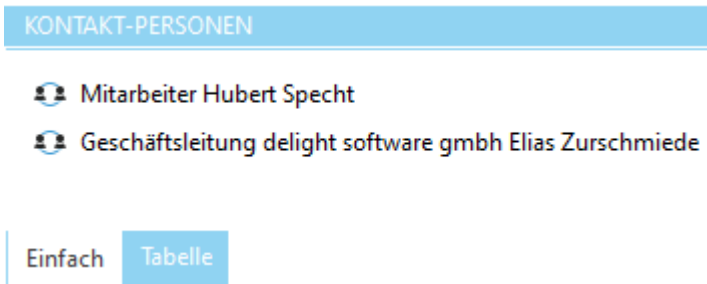 KONTAKT-PERSONEN
Mitarbeiter Hubert Specht
Geschäftsleitung delight software gmbh Elias Zurschmiede
Einfach Tabelle